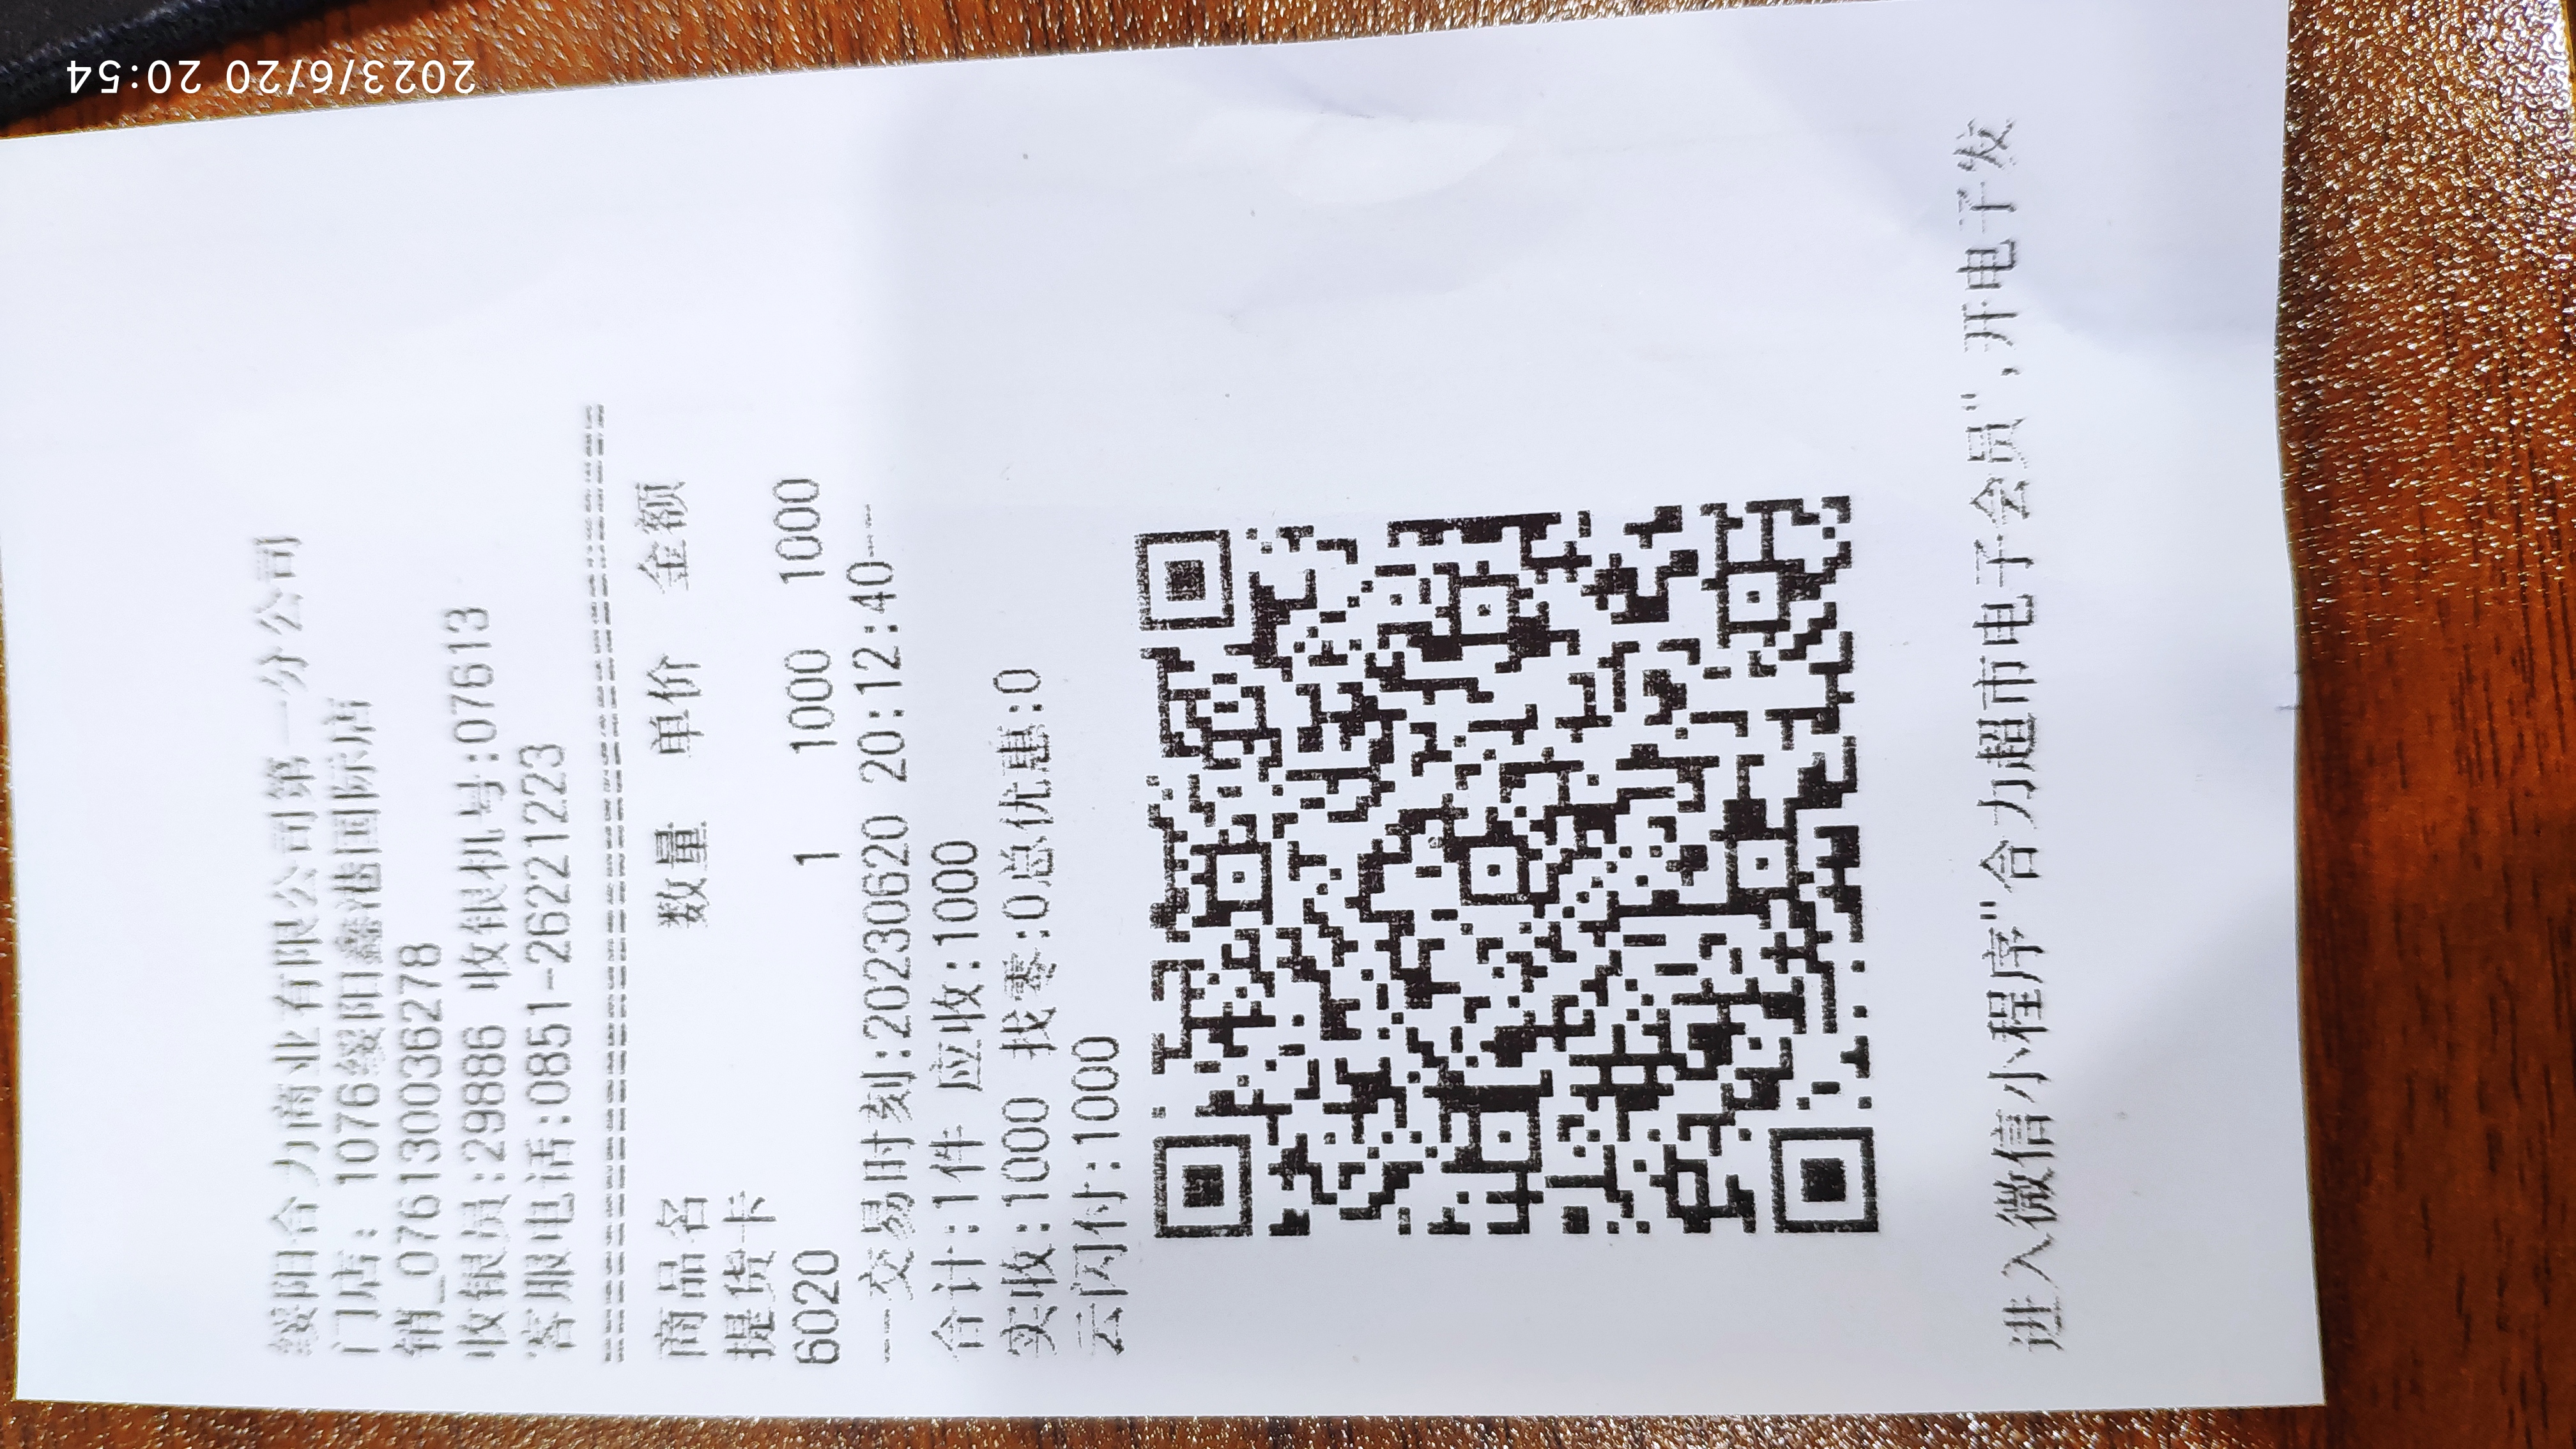 绥阳合力商业有限公司第一分公司
门店: 1076绥阳鑫港国际店
销_0761300036278
收银员:29886 收银机号:07613
客服电话:0851-26221223
商品名 数量 单价 金额
提货卡
6020 1 1000 1000
--交易时刻:20230620 20:12:40--
合计:1件 应收:1000
实收:1000 找零:0总优惠:0
云闪付:1000
进入微信小程序"合力超市电子会员",开电子发
2023/6/20 20:54